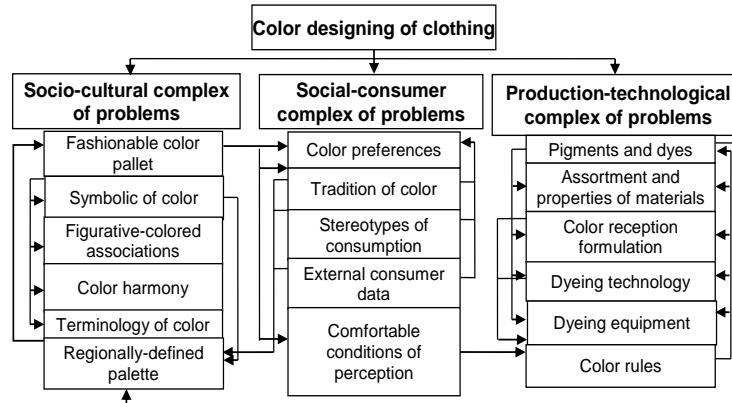 Color designing of clothing
Socio-cultural complex
of problems
Fashionable color
pallet
Symbolic of color
Figurative-colored
associations
Color harmony
Terminology of color
Regionally-defined
palette
Social-consumer
complex of problems
Color preferences
Tradition of color
Stereotypes of
consumption
External consumer
data
Comfortable
conditions of
perception
Production-technological
complex of problems
Pigments and dyes
Assortment and
properties of materials
Color reception
formulation
Dyeing technology
Dyeing equipment
Color rules